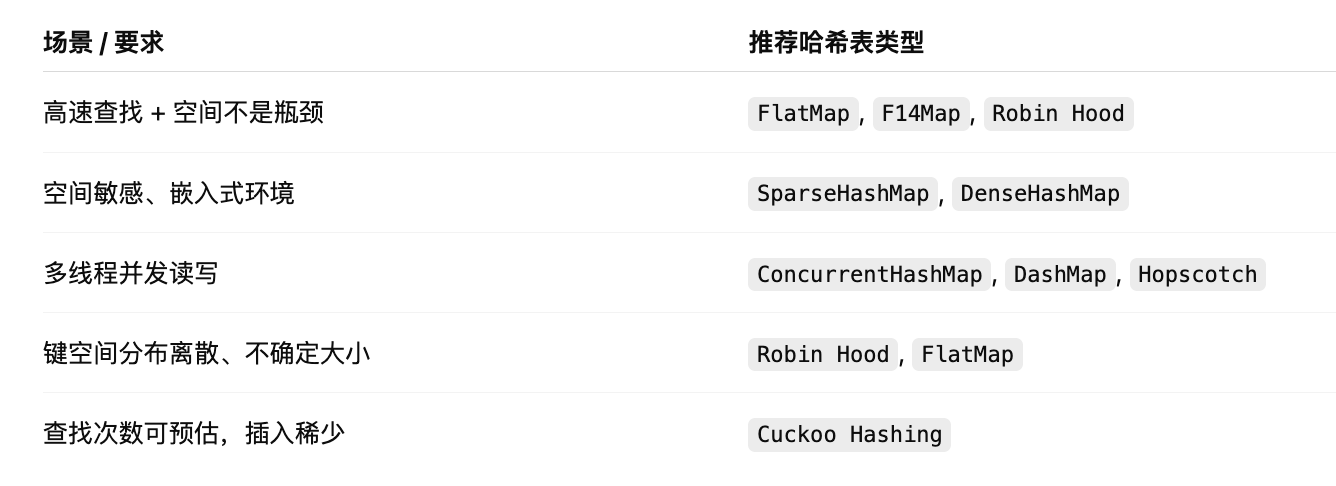 场景 / 要求 推荐哈希表类型
高速查找 + 空间不是瓶颈 FlatMap, F14Map, Robin Hood
空间敏感、嵌入式环境 SparseHashMap, DenseHashMap
多线程并发读写 ConcurrentHashMap, DashMap, Hopscotch
键空间分布离散、不确定大小 Robin Hood, FlatMap
查找次数可预估，插入稀少 Cuckoo Hashing